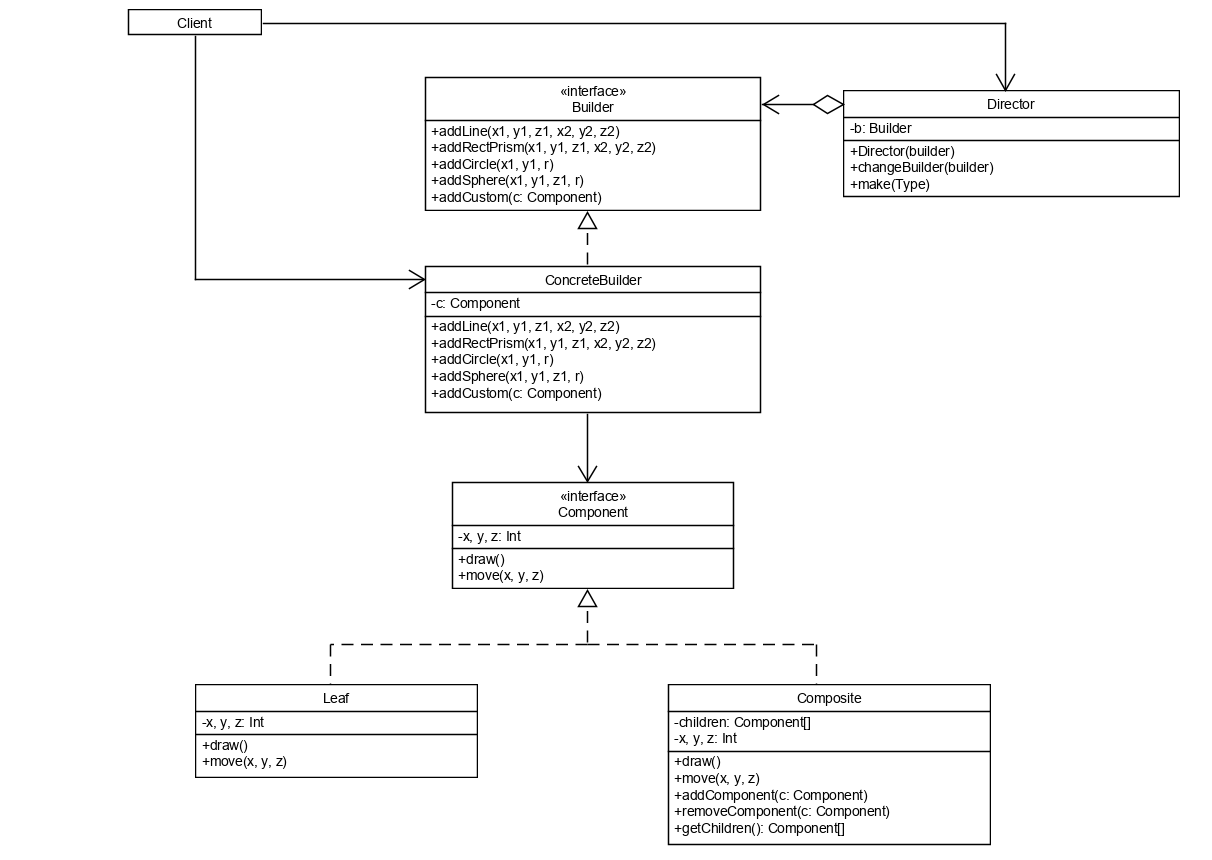 Client
«interface»
Builder
+addLine(x1, y1, z1, x2, y2, z2)
+addRectPrism(x1, y1, z1, x2, y2, z2)
+addCircle(x1, y1, r)
+addSphere(x1, y1, z1, r)
+addCustom(c: Component)
Director
-b: Builder
+Director(builder)
+changeBuilder(builder)
+make(Type)
ConcreteBuilder
-c: Component
+addLine(x1, y1, z1, x2, y2, z2)
+addRectPrism(x1, y1, z1, x2, y2, z2)
+addCircle(x1, y1, r)
+addSphere(x1, y1, z1, r)
+addCustom(c: Component)
«interface»
Component
-x, y, z: Int
+draw()
+move(x, y, z)
Leaf
-x, y, z: Int
+draw()
+move(x, y, z)
Composite
-children: Component[]
-x, y, z: Int
+draw()
+move(x, y, z)
+addComponent(c: Component)
+removeComponent(c: Component)
+getChildren(): Component[]